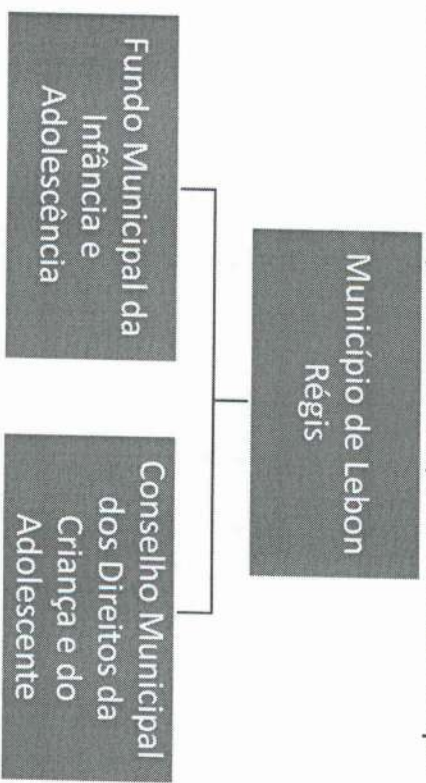 Município de Lebon
Régis
Fundo Municipal da
Infância e
Adolescência
Conselho Municipal
dos Direitos da
Criança e do
Adolescente